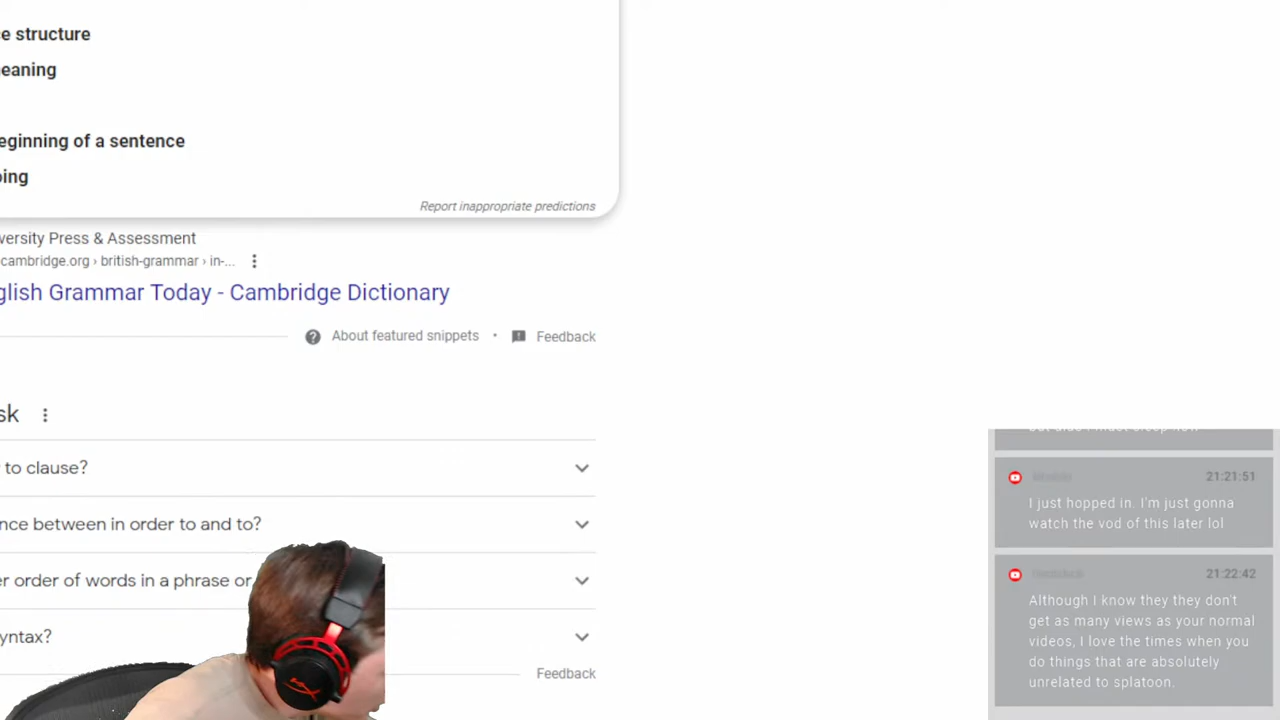 ce structure
neaning
eginning of a sentence
ping
Report inappropriate predictions
versity Press & Assessment
cambridge.org › british-grammar › in-...
glish Grammar Today - Cambridge Dictionary
About featured snippets • Feedback
sk
to clause?
nce between in order to and to?
er order of words in a phrase or
yntax?
Feedback
21:21:51
I just hopped in. I'm just gonna
watch the vod of this later lol
21:22:42
Although I know they they don't
get as many views as your normal
videos, I love the times when you
do things that are absolutely
unrelated to splatoon.